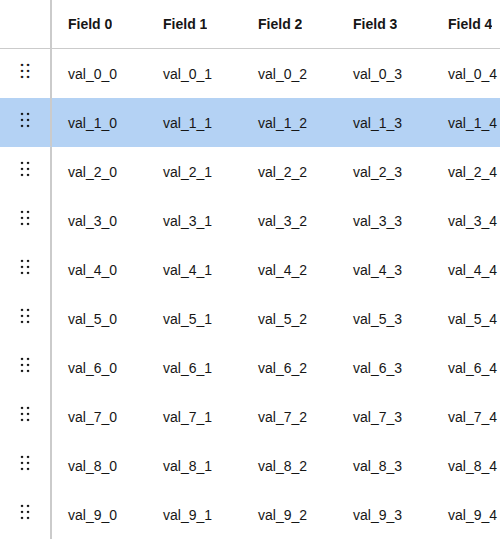 Field 0 Field 1 Field 2 Field 3 Field 4
val_0_0 val_0_1 val_0_2 val_0_3 val_0_4
val_1_0 val_1_1 val_1_2 val_1_3 val_1_4
val_2_0 val_2_1 val_2_2 val_2_3 val_2_4
val_3_0 val_3_1 val_3_2 val_3_3 val_3_4
val_4_0 val_4_1 val_4_2 val_4_3 val_4_4
val_5_0 val_5_1 val_5_2 val_5_3 val_5_4
val_6_0 val_6_1 val_6_2 val_6_3 val_6_4
val_7_0 val_7_1 val_7_2 val_7_3 val_7_4
val_8_0 val_8_1 val_8_2 val_8_3 val_8_4
val_9_0 val_9_1 val_9_2 val_9_3 val_9_4